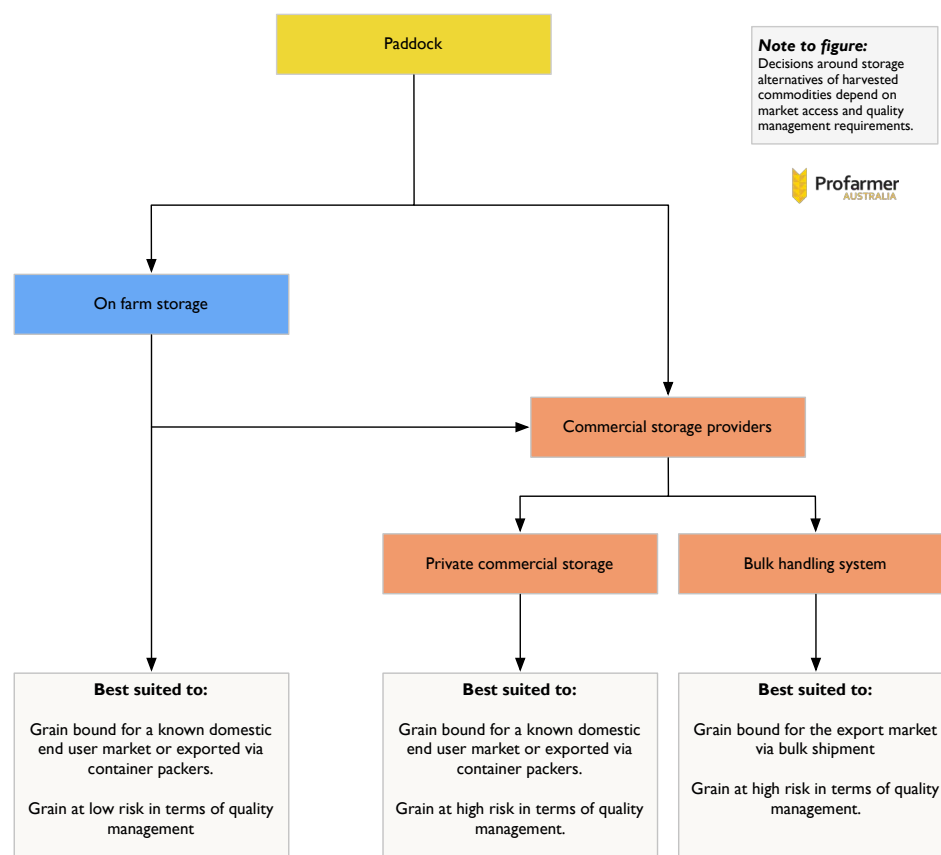 Paddock
Note to figure:
Decisions around storage
alternatives of harvested
commodities depend on
market access and quality
management requirements.
Profarmer
AUSTRALIA
On farm storage
Commercial storage providers
Private commercial storage
Bulk handling system
Best suited to:
Grain bound for a known domestic
end user market or exported via
container packers.
Grain at low risk in terms of quality
management
Best suited to:
Grain bound for a known domestic
end user market or exported via
container packers.
Grain at high risk in terms of quality
management.
Best suited to:
Grain bound for the export market
via bulk shipment
Grain at high risk in terms of quality
management.